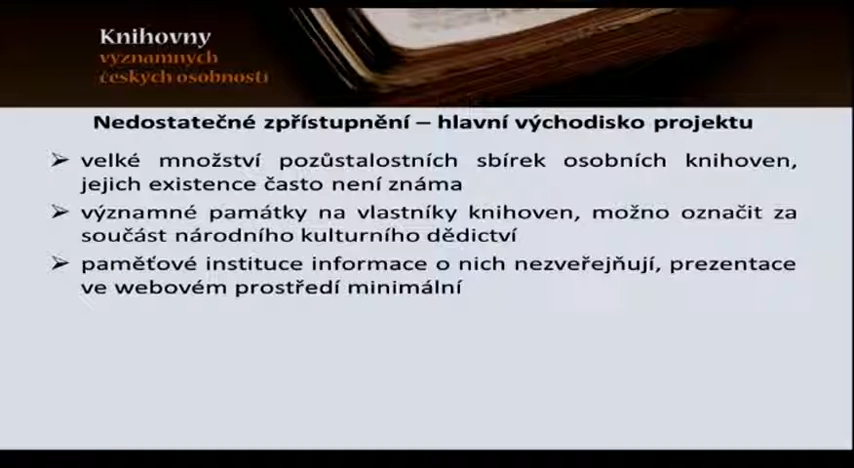 Knihovny
významných
českých osobností
Nedostatečné zpřístupnění – hlavní východisko projektu
➢ velké množství pozůstalostních sbírek osobních knihoven,
jejich existence často není známa
➢ významné památky na vlastníky knihoven, možno označit za
součást národního kulturního dědictví
➢ paměťové instituce informace o nich nezveřejňují, prezentace
ve webovém prostředí minimální